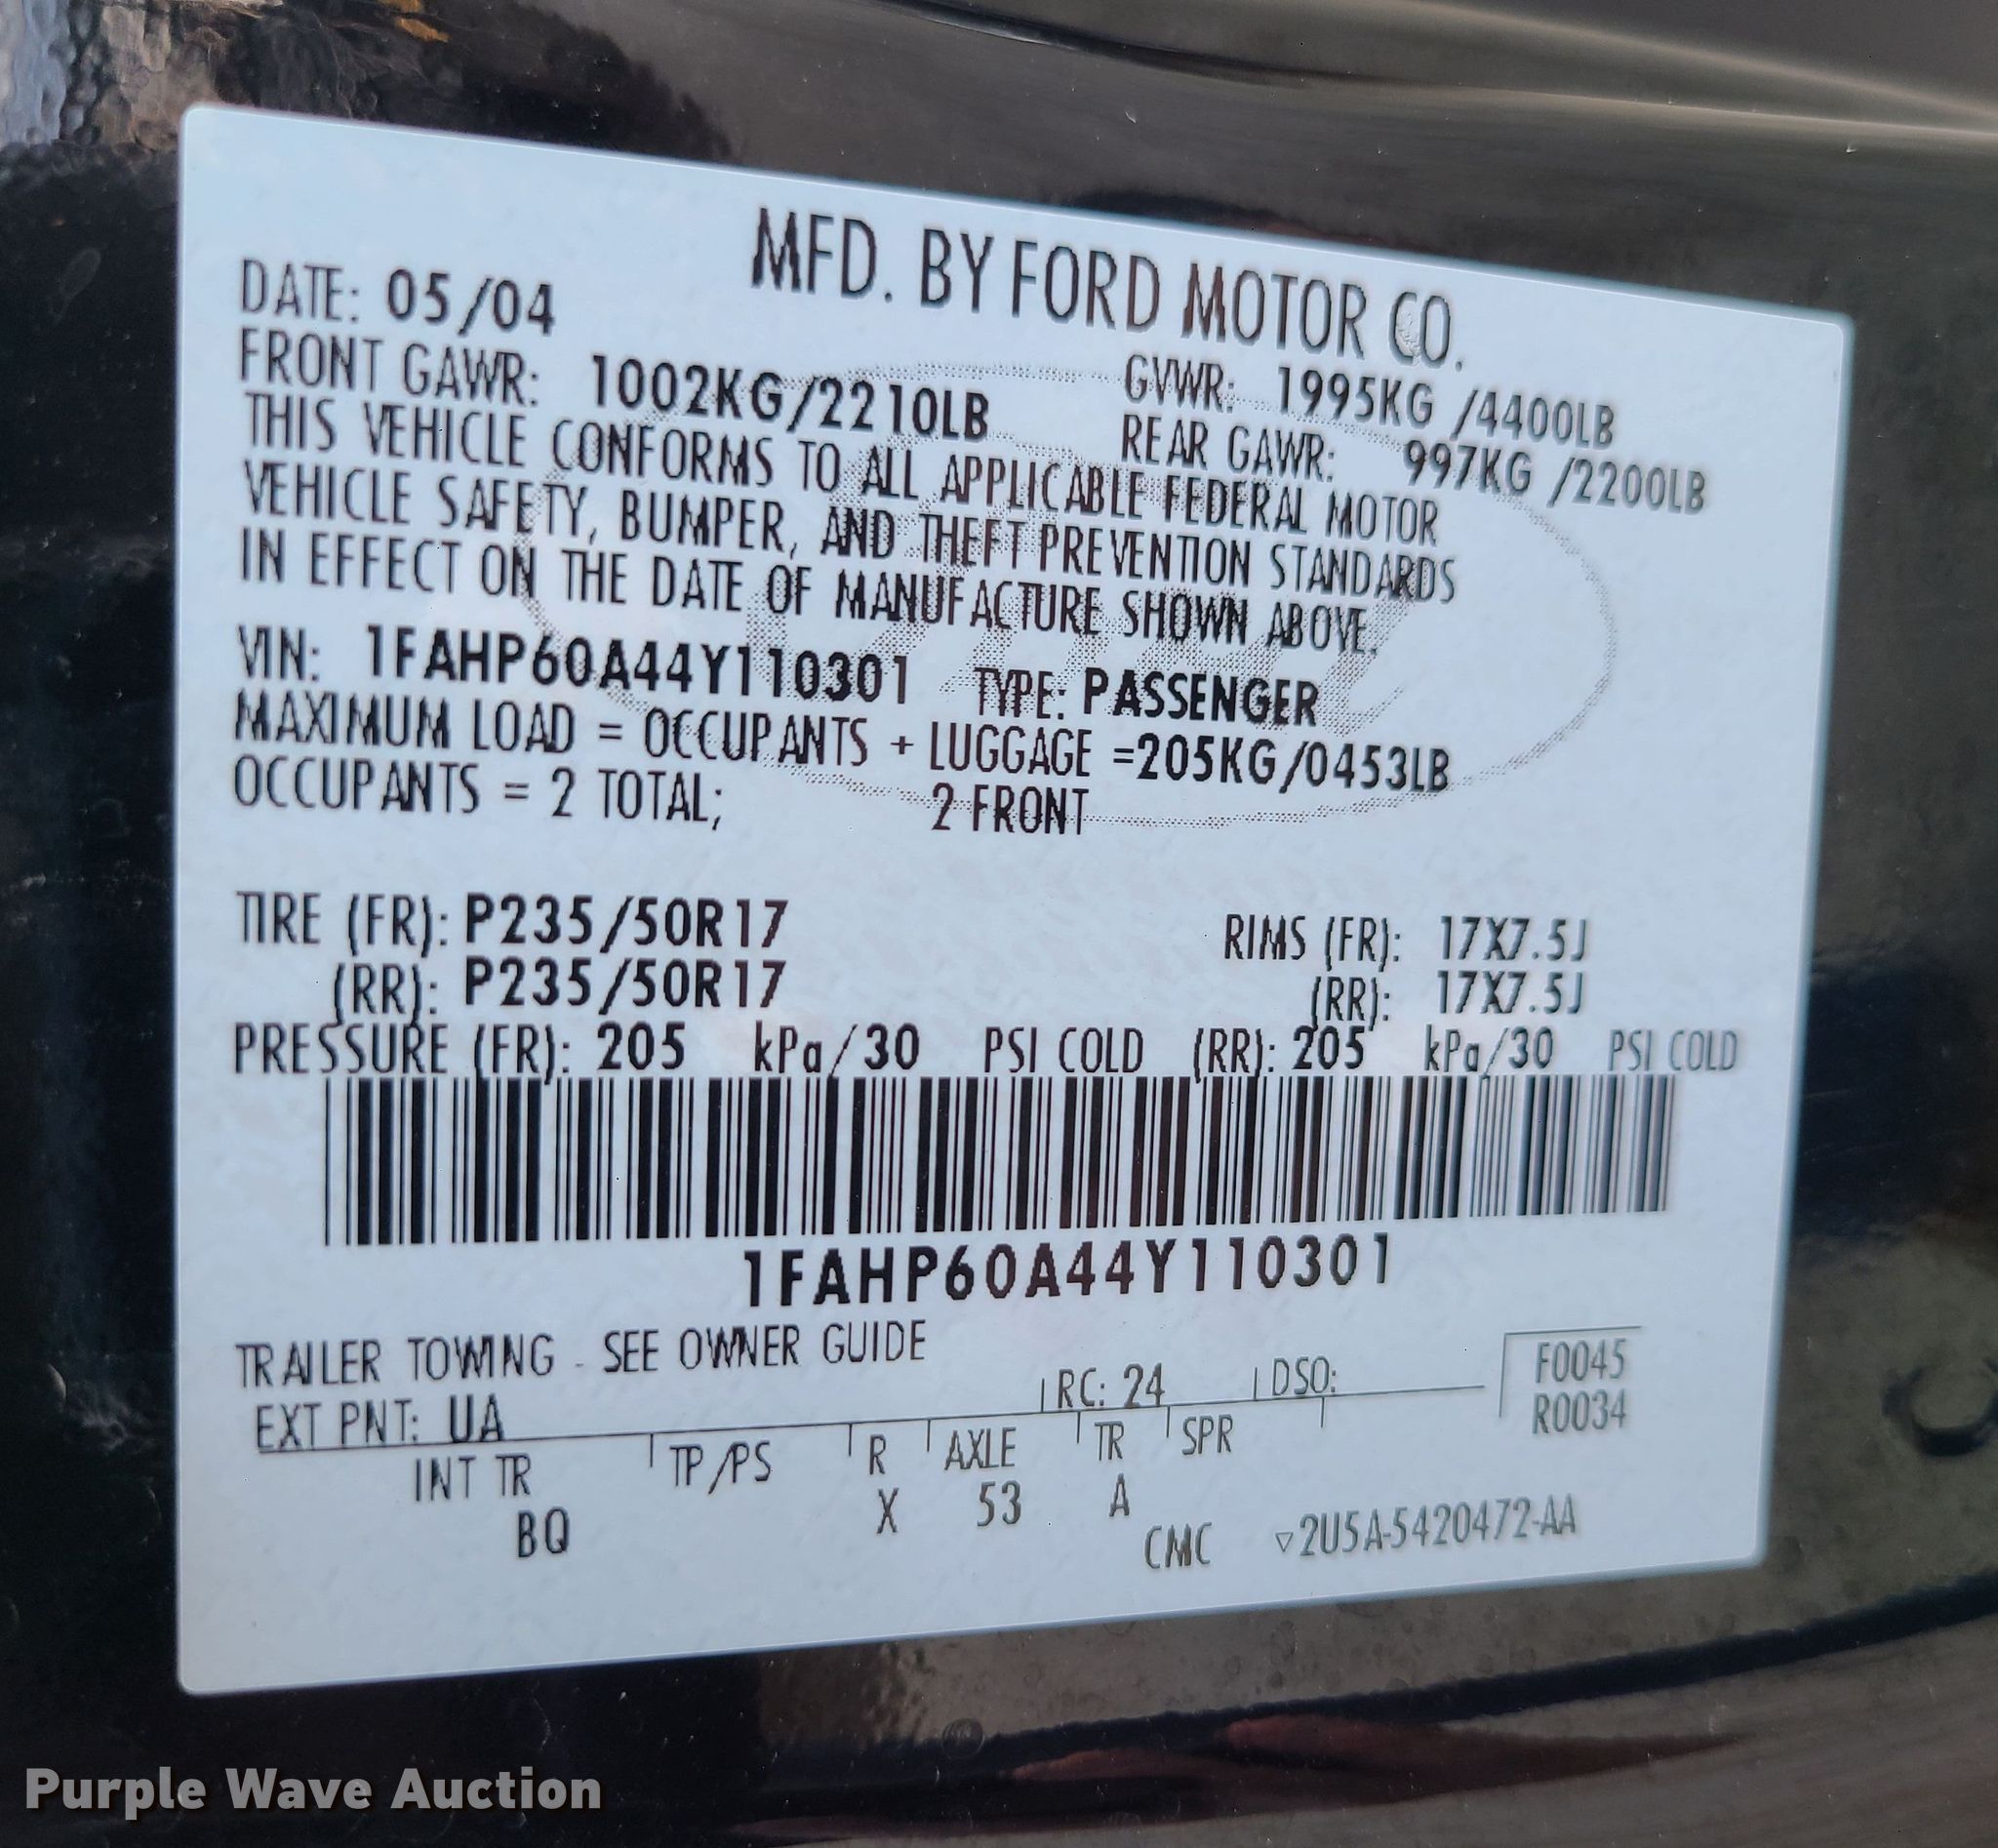 MFD. BY FORD MOTOR CO.
DATE: 05/04
GVWR: 1995KG /4400LB
FRONT GAWR: 1002KG/2210LB
REAR GAWR: 997KG /2200LB
THIS VEHICLE CONFORMS TO ALL APPLICABLE FEDERAL MOTOR
VEHICLE SAFETY, BUMPER, AND THEFT PREVENTION STANDARDS
IN EFFECT ON THE DATE OF MANUFACTURE SHOWN ABOVE.
VIN: 1FAHP60A44Y110301 TYPE: PASSENGER
MAXIMUM LOAD = OCCUPANTS + LUGGAGE =205KG/0453LB
OCCUPANTS = 2 TOTAL; 2 FRONT
TIRE (FR): P235/50R17 RIMS (FR): 17X7.5J
(RR): P235/50R17 (RR): 17X7.5J
PRESSURE (FR): 205 kPa/30 PSI COLD (RR): 205 kPa/30 PSI COLD
1FAHP60A44Y110301
TRAILER TOWING - SEE OWNER GUIDE
F0045
EXT PNT: UA RC: 24 DSO:
R0034
INT TR TP/PS R AXLE TR SPR
BQ X 53 A
CMC ▽2U5A-5420472-AA
Purple Wave Auction